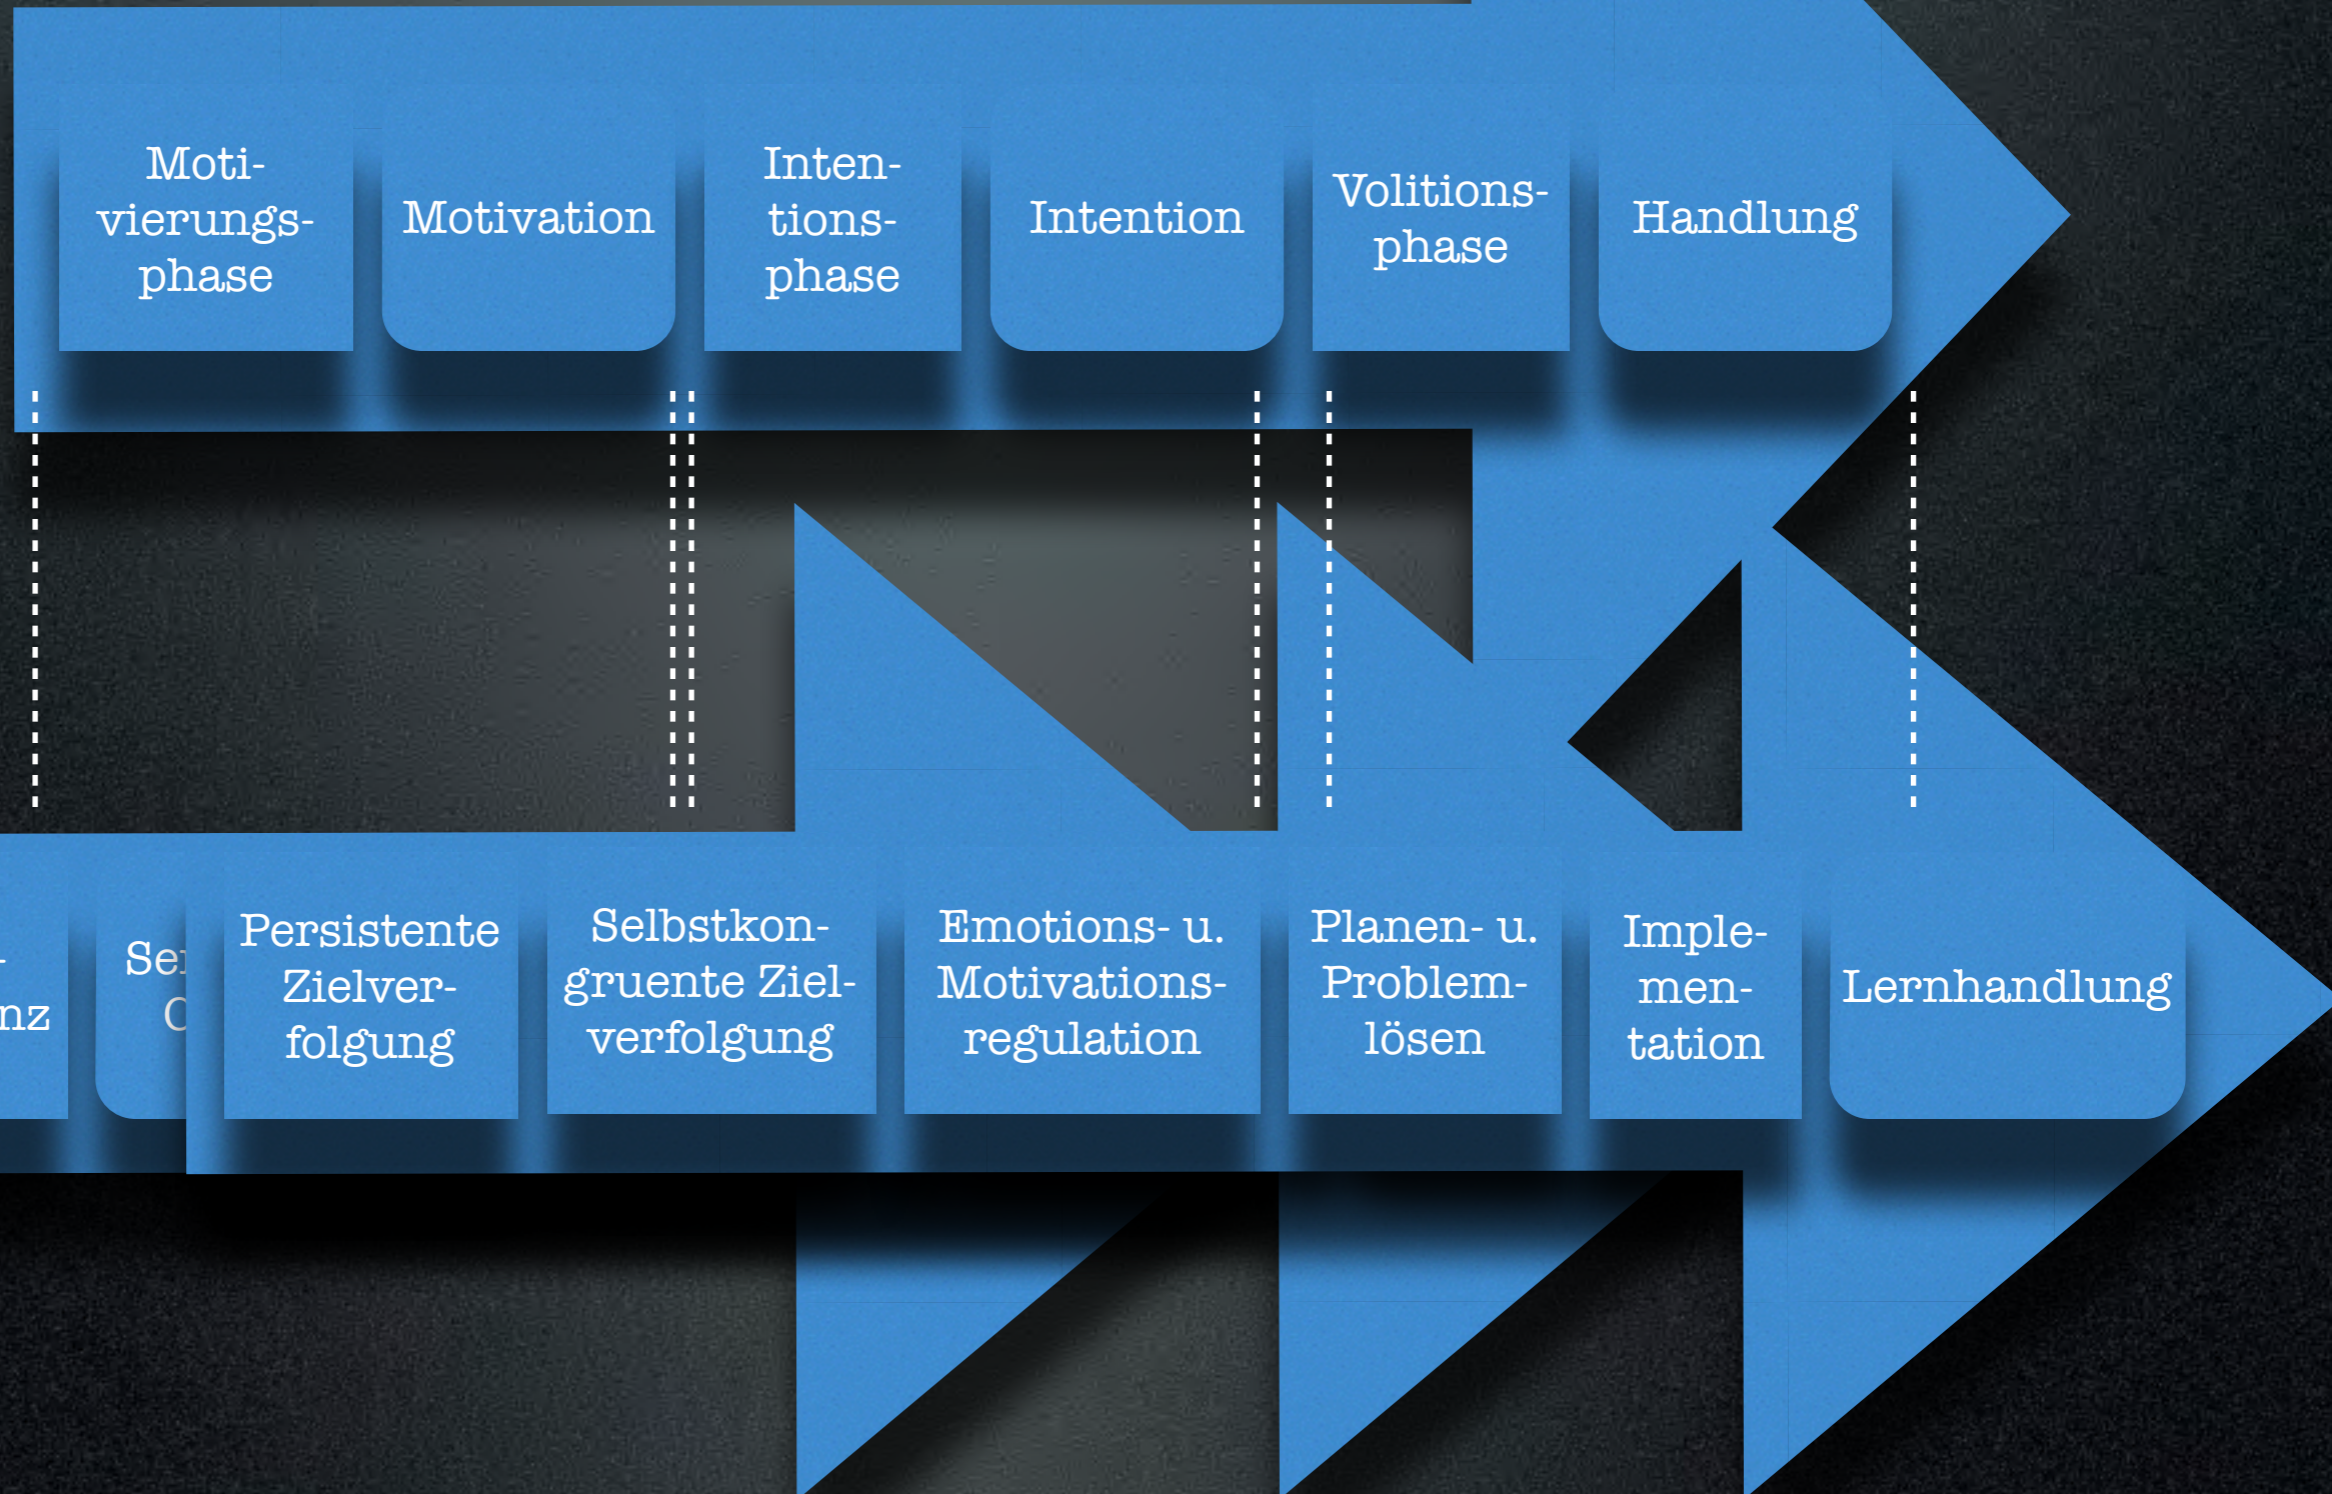 Moti-
vierungs-
phase
Motivation
Inten-
tions-
phase
Intention
Volitions-
phase
Handlung
Persistente
Zielver-
folgung
Selbstkon-
gruente Ziel-
verfolgung
Emotions- u.
Motivations-
regulation
Planen- u.
Problem-
lösen
Imple-
men-
tation
Lernhandlung